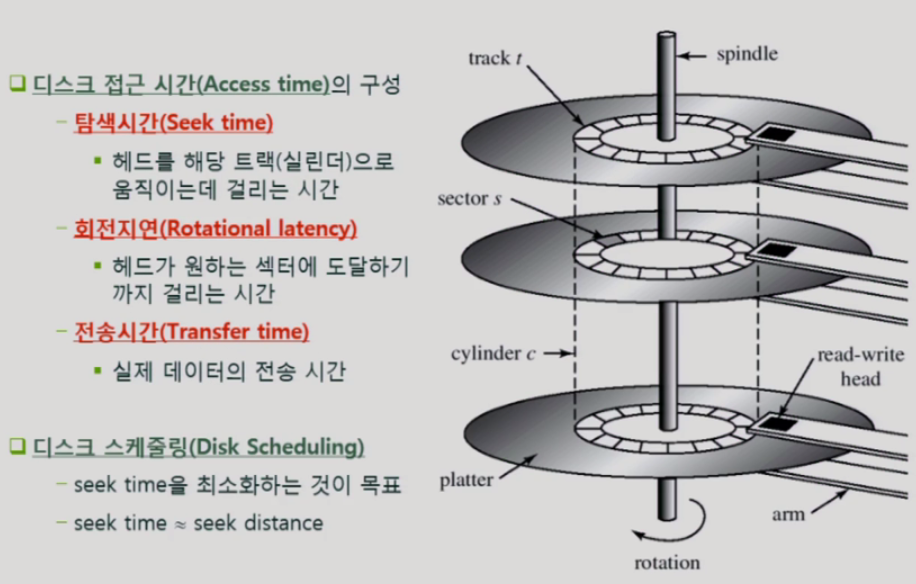 디스크 접근 시간(Access time)의 구성
– 탐색시간(Seek time)
헤드를 해당 트랙(실린더)으로
움직이는데 걸리는 시간
– 회전지연(Rotational latency)
헤드가 원하는 섹터에 도달하기
까지 걸리는 시간
– 전송시간(Transfer time)
실제 데이터의 전송 시간
디스크 스케줄링(Disk Scheduling)
– seek time을 최소화하는 것이 목표
– seek time ≈ seek distance
track t
spindle
sector s
cylinder c
read-write
head
platter
arm
rotation